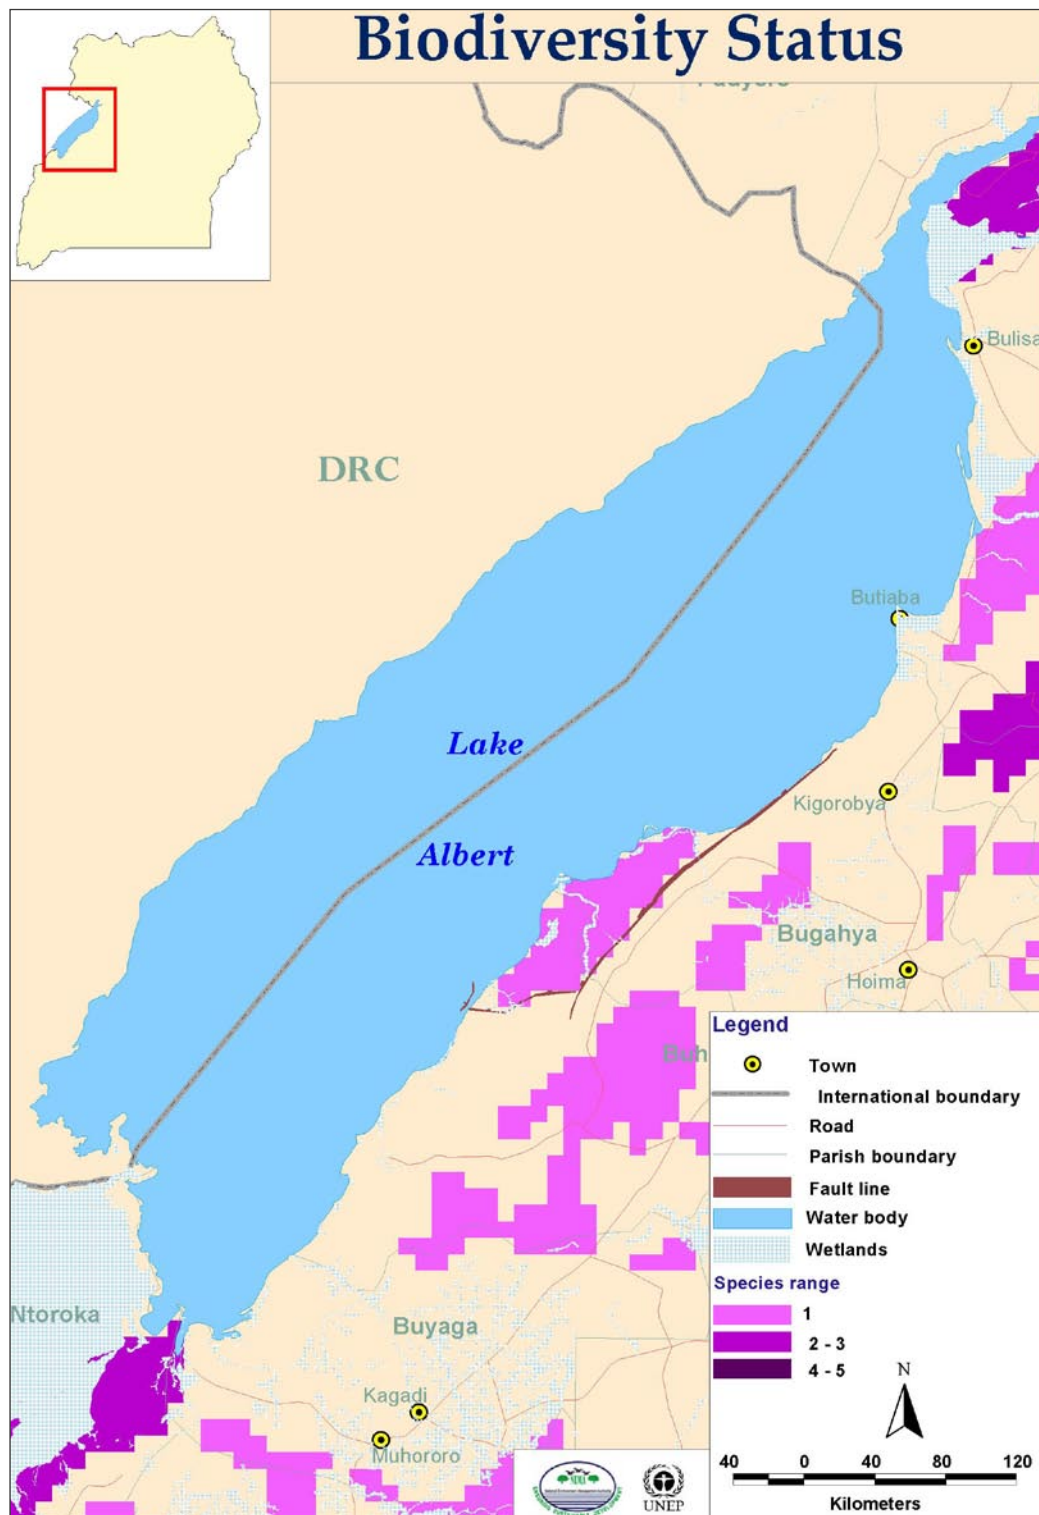 Biodiversity Status
Bulisa
DRC
Butiaba
Lake
Kigorobya
Albert
Bugahya
Hoima
Legend
Buh
Town
International boundary
Road
Parish boundary
Fault line
Water body
Wetlands
Species range
1
2 - 3
4 - 5
Ntoroka
Buyaga
Kagadi
Muhororo
N
40 0 40 80 120
Kilometers
NEMA
UNEP